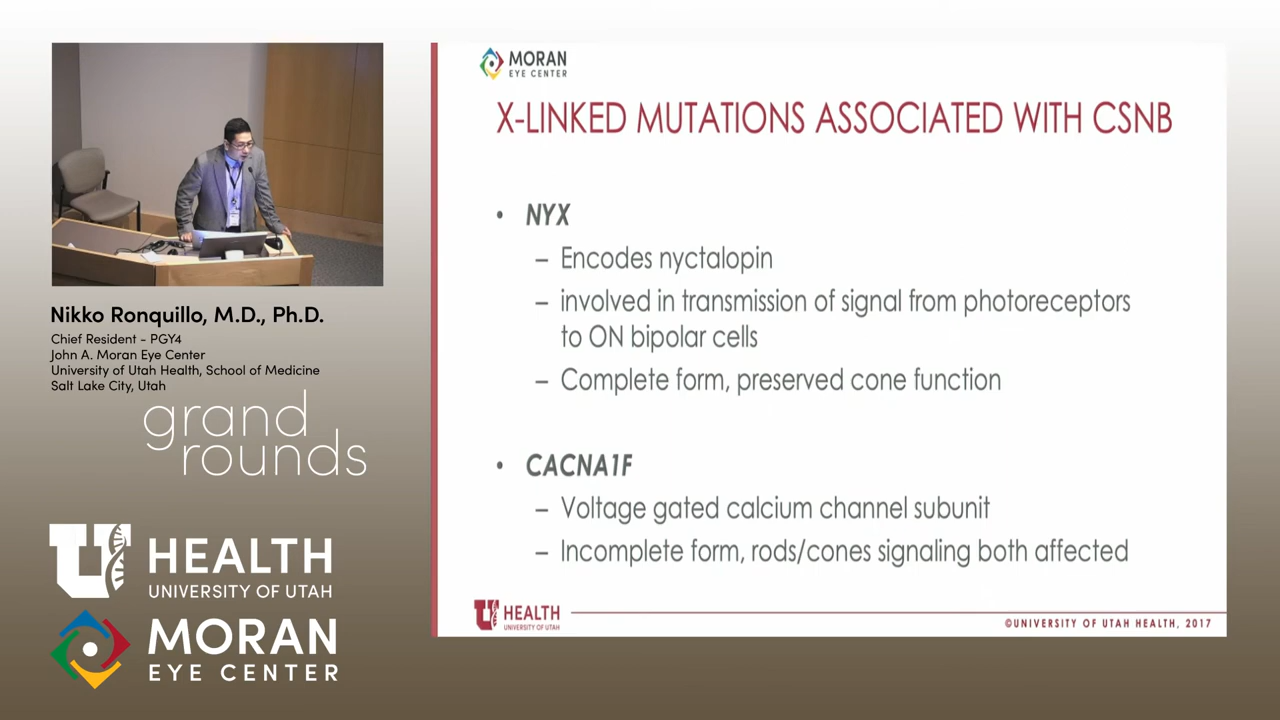 Nikko Ronquillo, M.D., Ph.D.
Chief Resident - PGY4
John A. Moran Eye Center
University of Utah Health, School of Medicine
Salt Lake City, Utah
grand
rounds
U HEALTH
UNIVERSITY OF UTAH
MORAN
EYE CENTER
MORAN
EYE CENTER
X-LINKED MUTATIONS ASSOCIATED WITH CSNB
• NYX
– Encodes nyctalopin
– involved in transmission of signal from photoreceptors
to ON bipolar cells
– Complete form, preserved cone function
• CACNA1F
– Voltage gated calcium channel subunit
– Incomplete form, rods/cones signaling both affected
U HEALTH
UNIVERSITY OF UTAH
©UNIVERSITY OF UTAH HEALTH, 2017